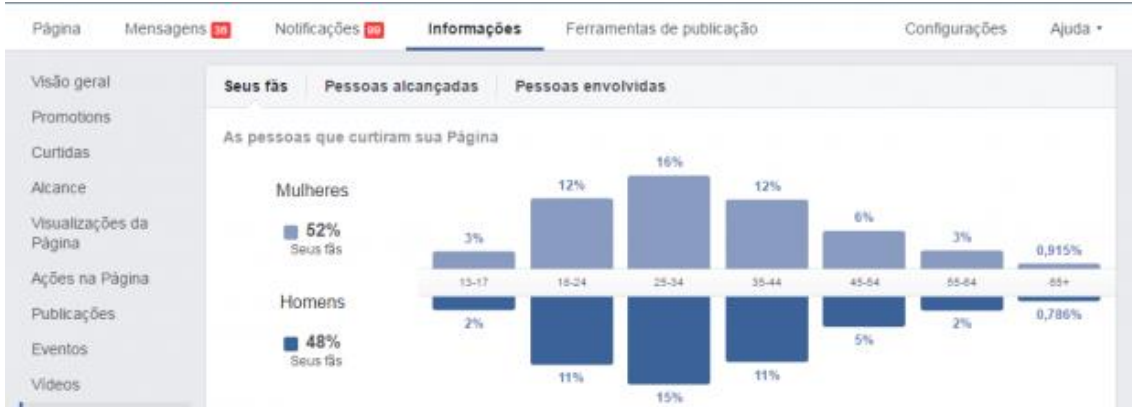 Página Mensagens 36 Notificações 99 Informações Ferramentas de publicação Configurações Ajuda
Visão geral
Promotions
Curtidas
Alcance
Visualizações da
Página
Ações na Página
Publicações
Eventos
Vídeos
Seus fãs Pessoas alcançadas Pessoas envolvidas
As pessoas que curtiram sua Página
Mulheres
52%
Seus fãs
3% 12% 16% 12% 6% 3% 0,915%
13-17 18-24 25-34 35-44 45-54 55-64 65+
Homens
48%
Seus fãs
2% 11% 15% 11% 5% 2% 0,786%